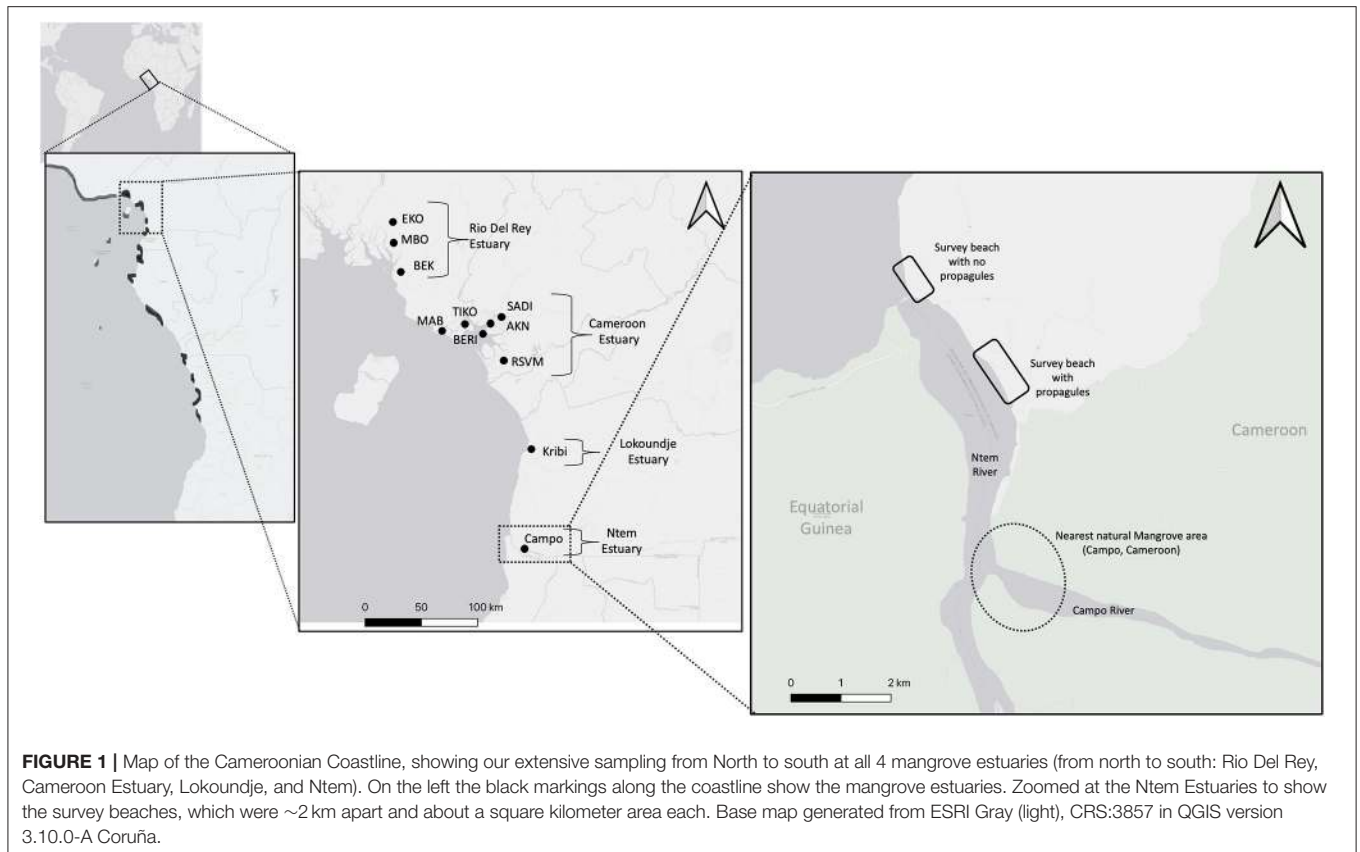 EKO
MBO
BEK
Rio Del Rey
Estuary
MAB
TIKO
BERI
SADI
AKN
RSVM
Cameroon
Estuary
Kribi
Lokoundje
Estuary
Campo
Ntem
Estuary
0 50 100 km
Survey beach
with no
propagules
Survey beach
with
propagules
Cameroon
Ntem
River
Equatorial
Guinea
Nearest natural Mangrove area
(Campo, Cameroon)
Campo River
0 1 2 km
FIGURE 1 | Map of the Cameroonian Coastline, showing our extensive sampling from North to south at all 4 mangrove estuaries (from north to south: Rio Del Rey,
Cameroon Estuary, Lokoundje, and Ntem). On the left the black markings along the coastline show the mangrove estuaries. Zoomed at the Ntem Estuaries to show
the survey beaches, which were ~2 km apart and about a square kilometer area each. Base map generated from ESRI Gray (light), CRS:3857 in QGIS version
3.10.0-A Coruña.